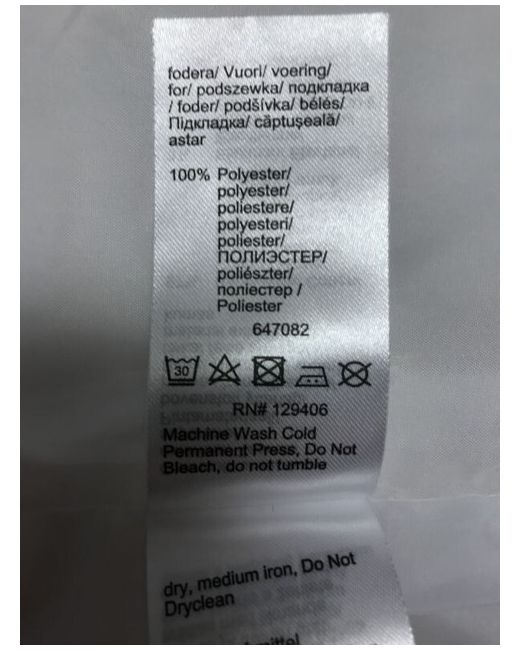 fodera/ Vuori/ voering/
for/ podszewka/ подкладка
/ foder/ podšívka/ bélés/
Підкладка/ căptuşeală/
astar
100% Polyester/
polyester/
poliestere/
polyesteri/
poliester/
ПОЛИЭСТЕР/
poliészter/
поліестер /
Poliester
647082
30
RN# 129406
Machine Wash Cold
Permanent Press, Do Not
Bleach, do not tumble
dry, medium iron, Do Not
Dryclean